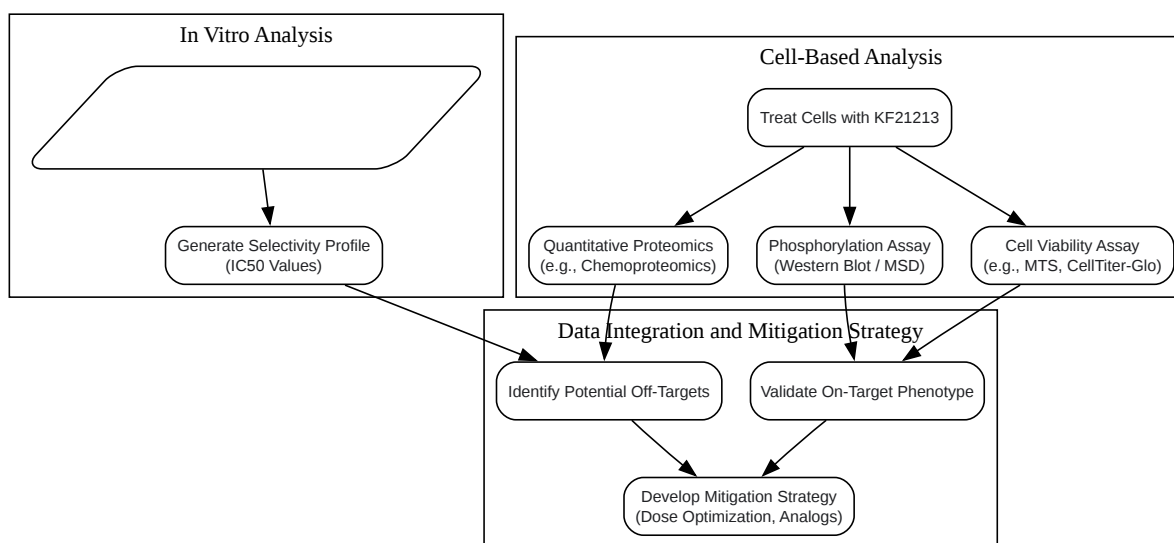 In Vitro Analysis
Generate Selectivity Profile
(IC50 Values)
Cell-Based Analysis
Treat Cells with KF21213
Quantitative Proteomics
(e.g., Chemoproteomics)
Phosphorylation Assay
(Western Blot / MSD)
Cell Viability Assay
(e.g., MTS, CellTiter-Glo)
Data Integration and Mitigation Strategy
Identify Potential Off-Targets
Validate On-Target Phenotype
Develop Mitigation Strategy
(Dose Optimization, Analogs)